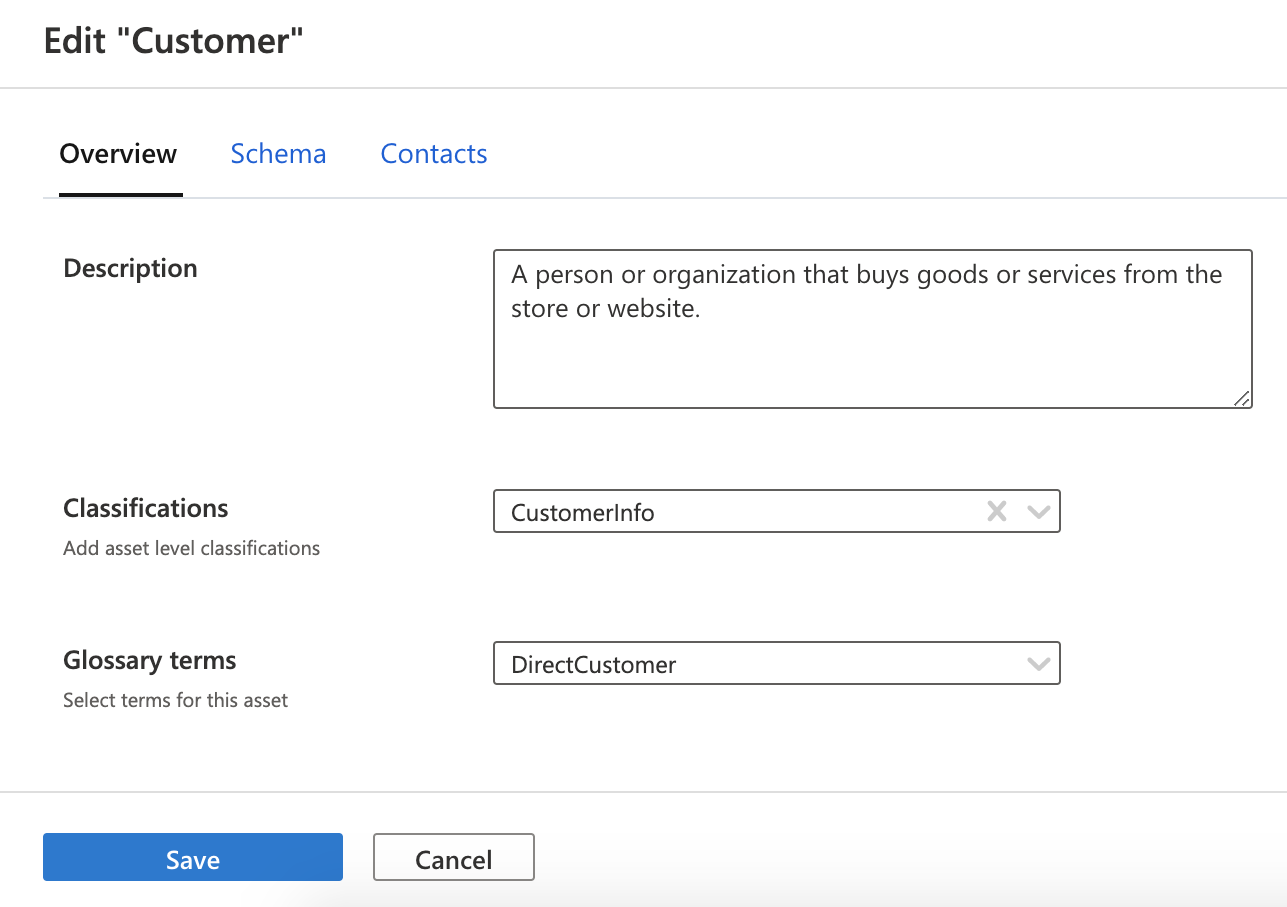 Edit "Customer"
Overview Schema Contacts
Description
A person or organization that buys goods or services from the
store or website.
Classifications
Add asset level classifications
CustomerInfo
Glossary terms
Select terms for this asset
DirectCustomer
Save Cancel